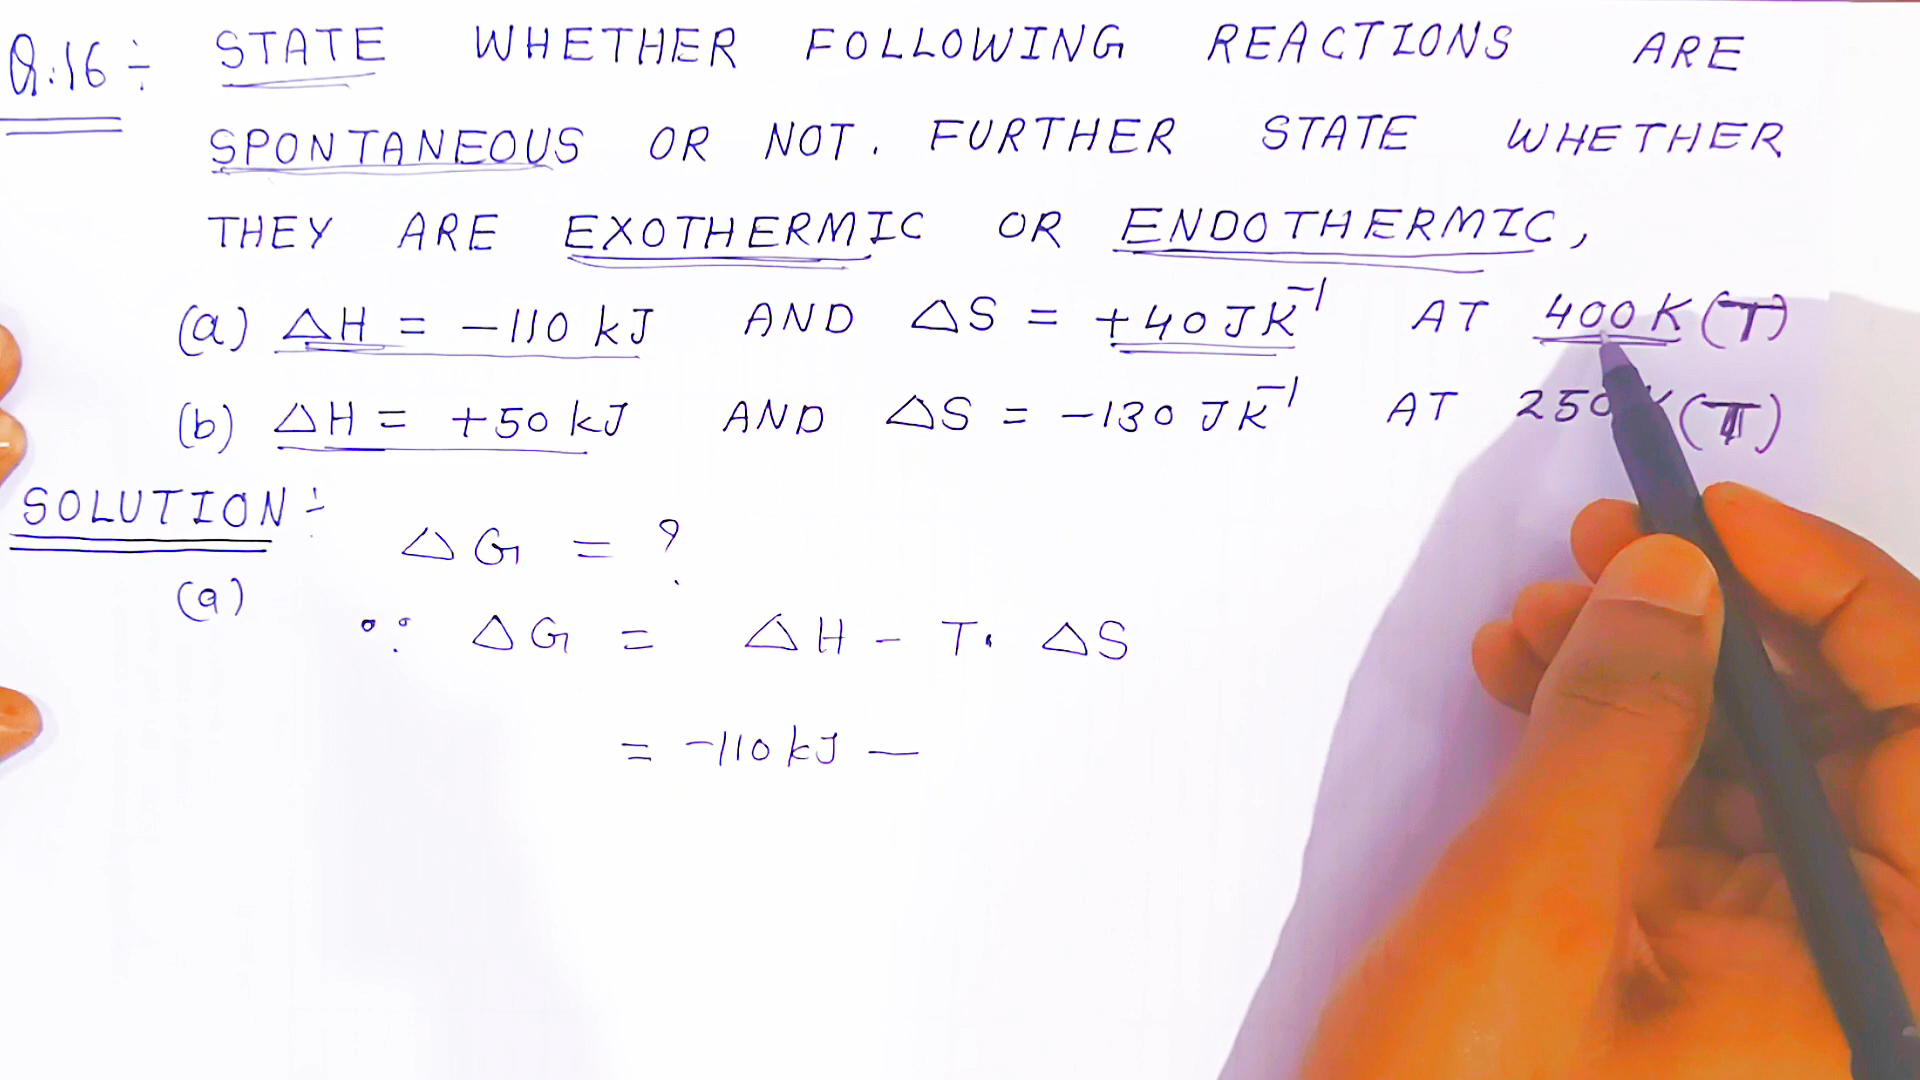 Q.16 ÷ STATE WHETHER FOLLOWING REACTIONS ARE
SPONTANEOUS OR NOT. FURTHER STATE WHETHER
THEY ARE EXOTHERMIC OR ENDOTHERMIC,
(a) ΔH = -110 kJ AND ΔS = +40 JK⁻¹ AT 400K (T)
(b) ΔH = +50 kJ AND ΔS = -130 JK⁻¹ AT 250 K (T)
SOLUTION ÷
(a) ΔG = ?
∵ ΔG = ΔH - T. ΔS
= -110 kJ -